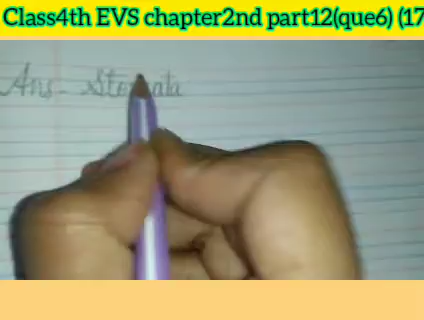 Class4th EVS chapter2nd part12(que6) (17
Ans - Stomata